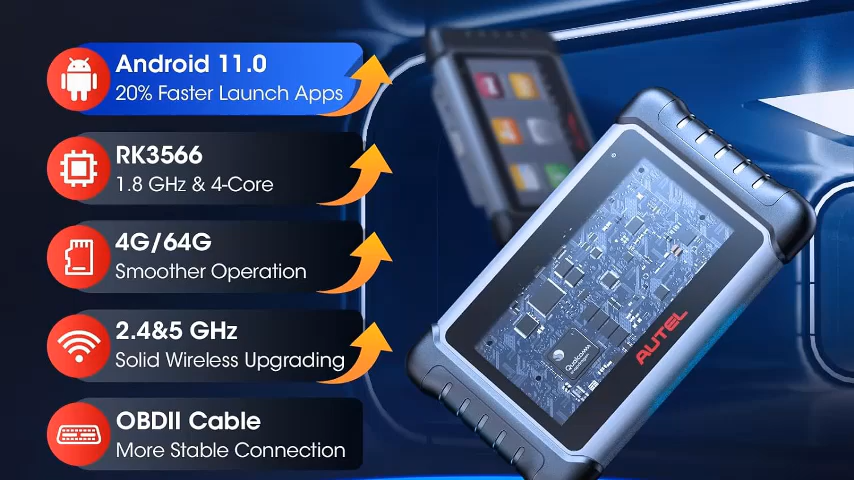 Android 11.0
20% Faster Launch Apps
RK3566
1.8 GHz & 4-Core
4G/64G
Smoother Operation
2.4&5 GHz
Solid Wireless Upgrading
OBDII Cable
More Stable Connection
AUTEL
Qualcomm